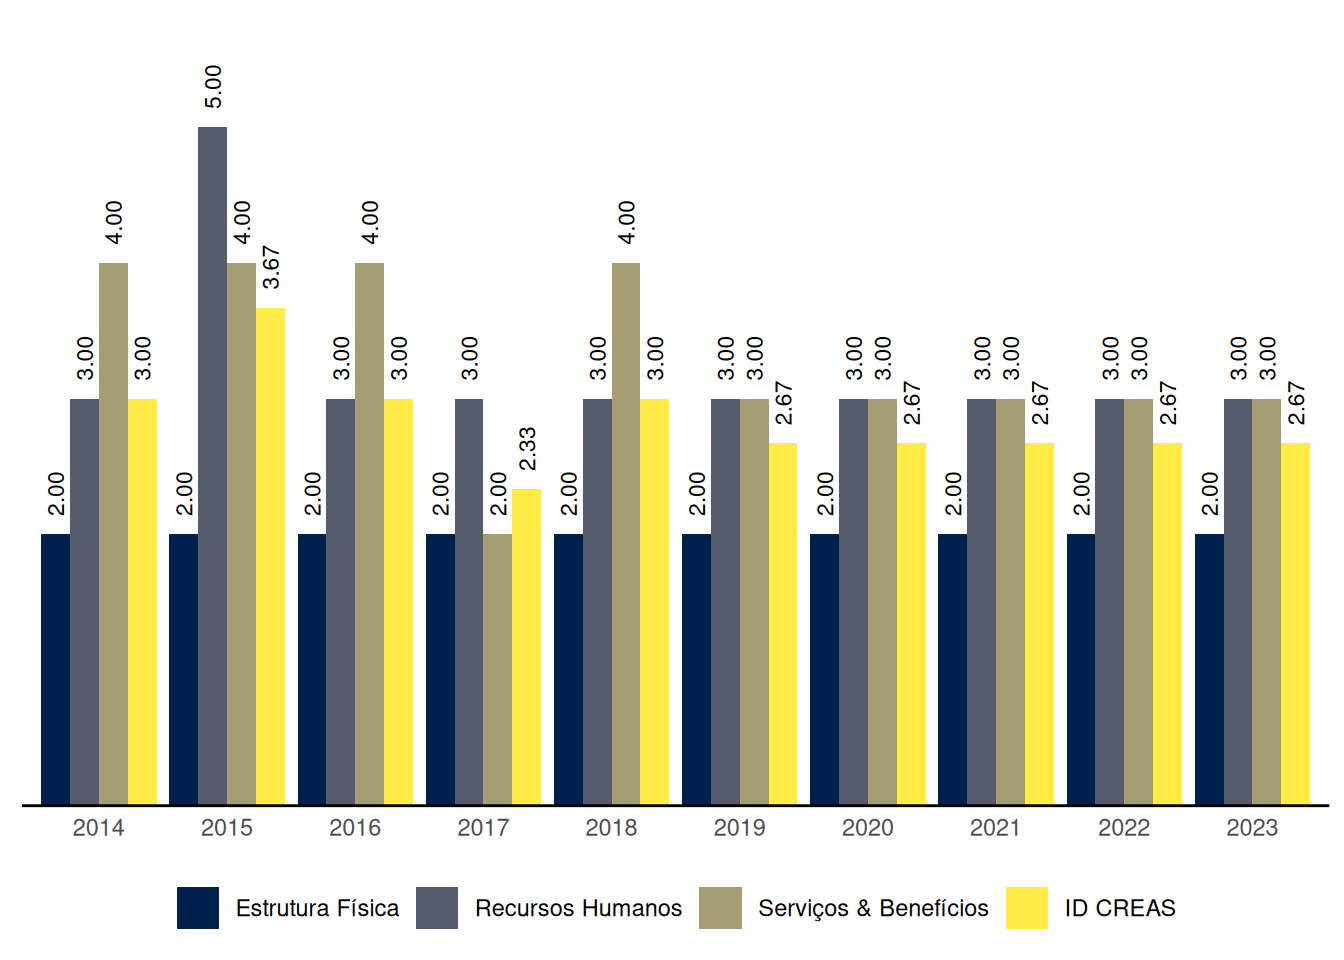 5.00
4.00 4.00 4.00 4.00
3.67
3.00 3.00 3.00 3.00 3.00 3.00 3.00 3.00 3.00 3.00 3.00 3.00 3.00 3.00 3.00 3.00 3.00
2.67 2.67 2.67 2.67 2.67
2.33
2.00 2.00 2.00 2.00 2.00 2.00 2.00 2.00 2.00 2.00 2.00
2014 2015 2016 2017 2018 2019 2020 2021 2022 2023
Estrutura Física Recursos Humanos Serviços & Benefícios ID CREAS